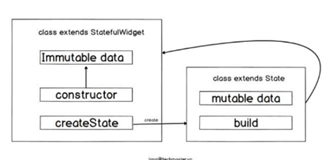 class extends StatefulWidget
Immutable data
constructor
createState
create
class extends State
mutable data
build